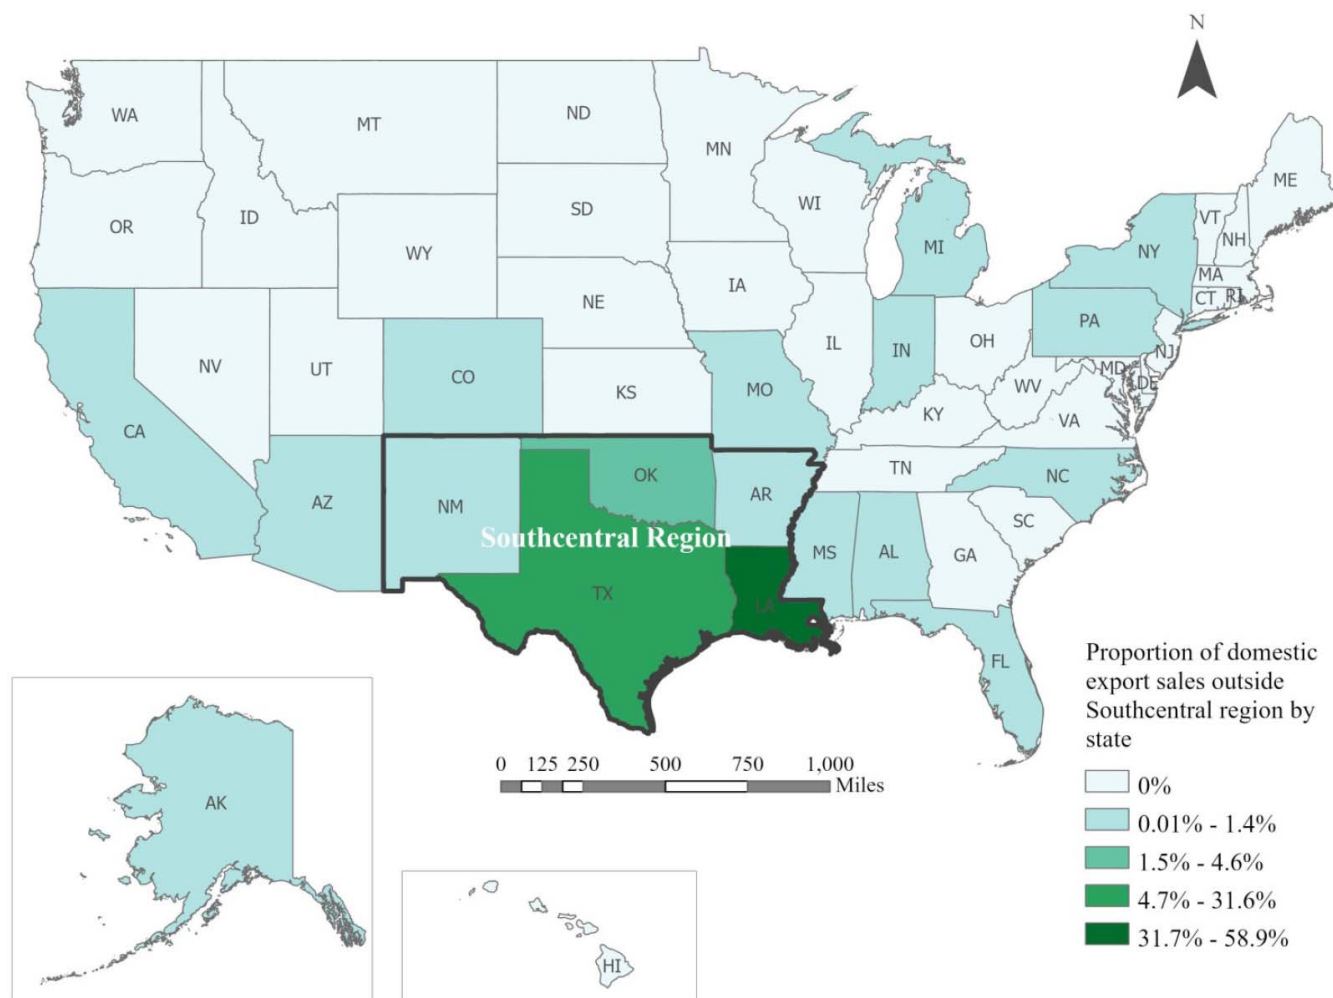 N
WA
MT
ND
MN
ME
OR
ID
SD
WI
VT
NH
WY
MI
NY
MA
IA
CT RI
NE
PA
NV
UT
CO
KS
MO
IL
IN
OH
NJ
MD
DE
WV
KY
VA
CA
AZ
NM
OK
AR
TN
NC
SC
MS
AL
GA
Southcentral Region
TX
LA
FL
Proportion of domestic
export sales outside
Southcentral region by
state
0%
0.01% - 1.4%
1.5% - 4.6%
4.7% - 31.6%
31.7% - 58.9%
0 125 250 500 750 1,000
Miles
AK
HI